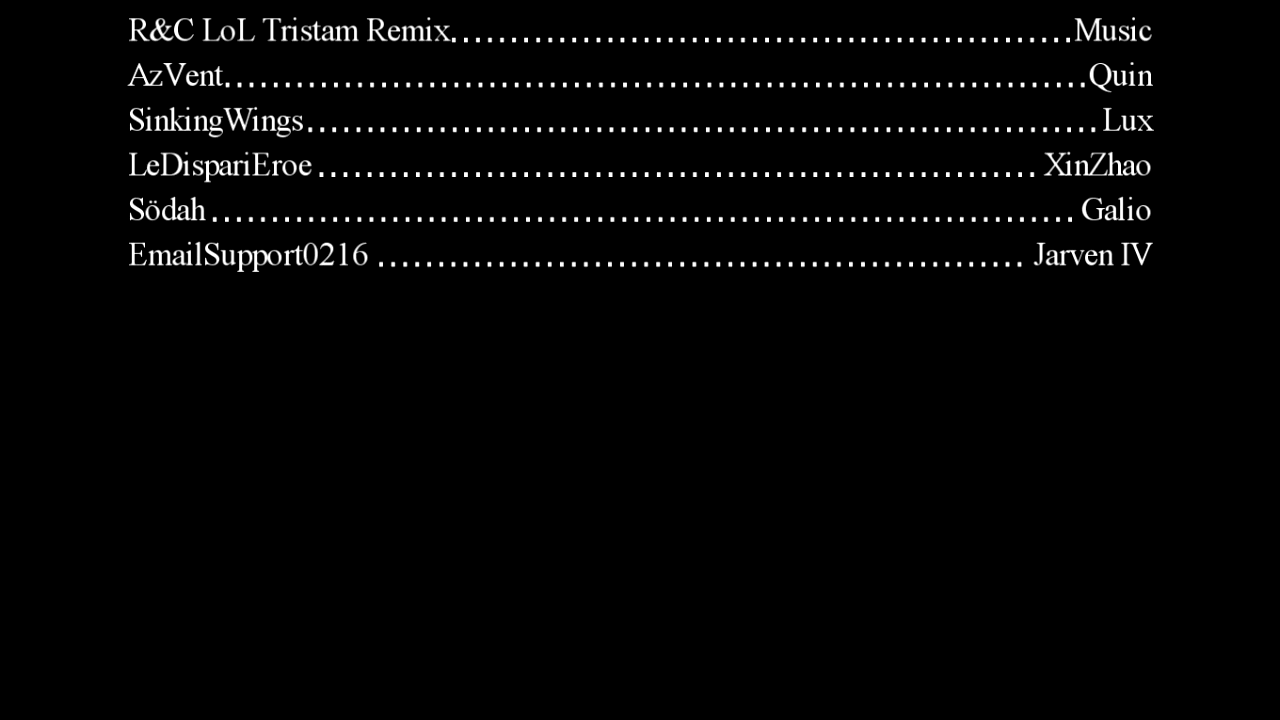 R&C LoL Tristam Remix....................................................Music
AzVent.........................................................................Quin
SinkingWings...................................................................Lux
LeDispariEroe ............................................................. XinZhao
Södah ......................................................................... Galio
EmailSupport0216 ....................................................... Jarven IV